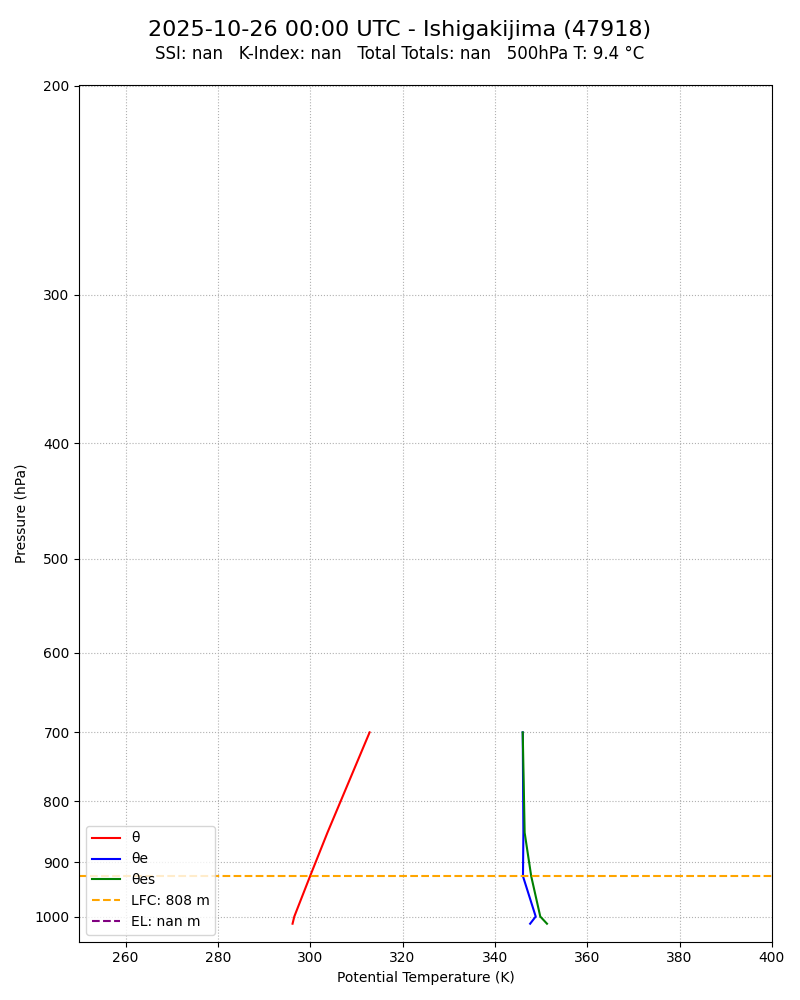 2025-10-26 00:00 UTC - Ishigakijima (47918)
SSI: nan   K-Index: nan   Total Totals: nan   500hPa T: 9.4 °C
200
300
400
500
600
700
800
900
1000
Pressure (hPa)
θ
θe
θes
LFC: 808 m
EL: nan m
260 280 300 320 340 360 380 400
Potential Temperature (K)